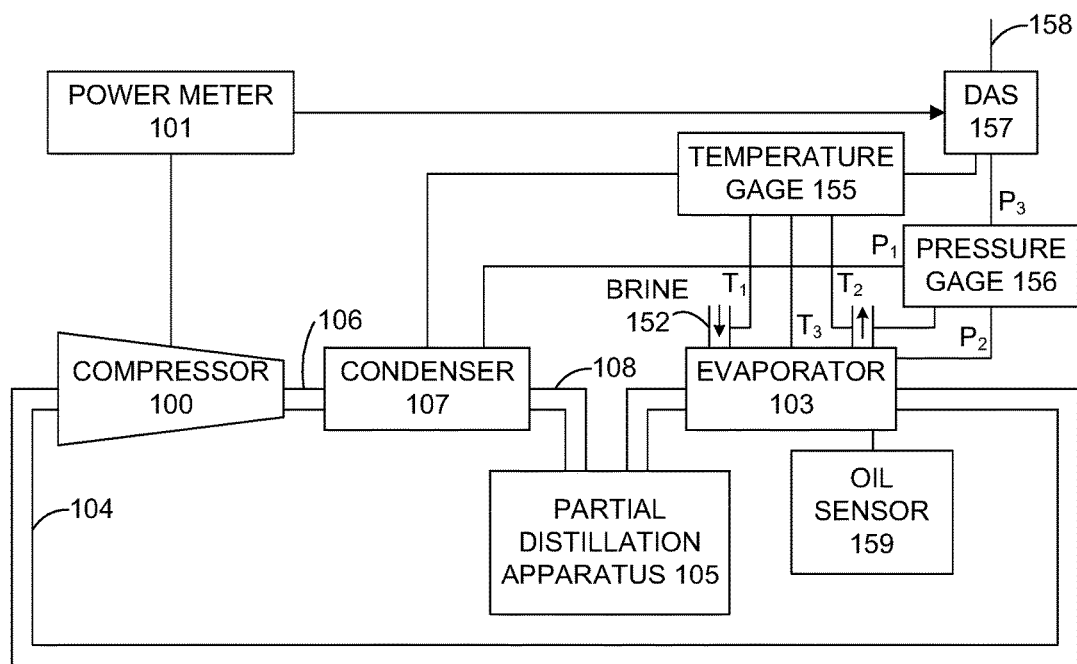 158
POWER METER
101
DAS
157
TEMPERATURE
GAGE 155
P3
P1
PRESSURE
GAGE 156
BRINE
152
T1
T2
T3
P2
106
COMPRESSOR
100
CONDENSER
107
108
EVAPORATOR
103
104
PARTIAL
DISTILLATION
APPARATUS 105
OIL
SENSOR
159